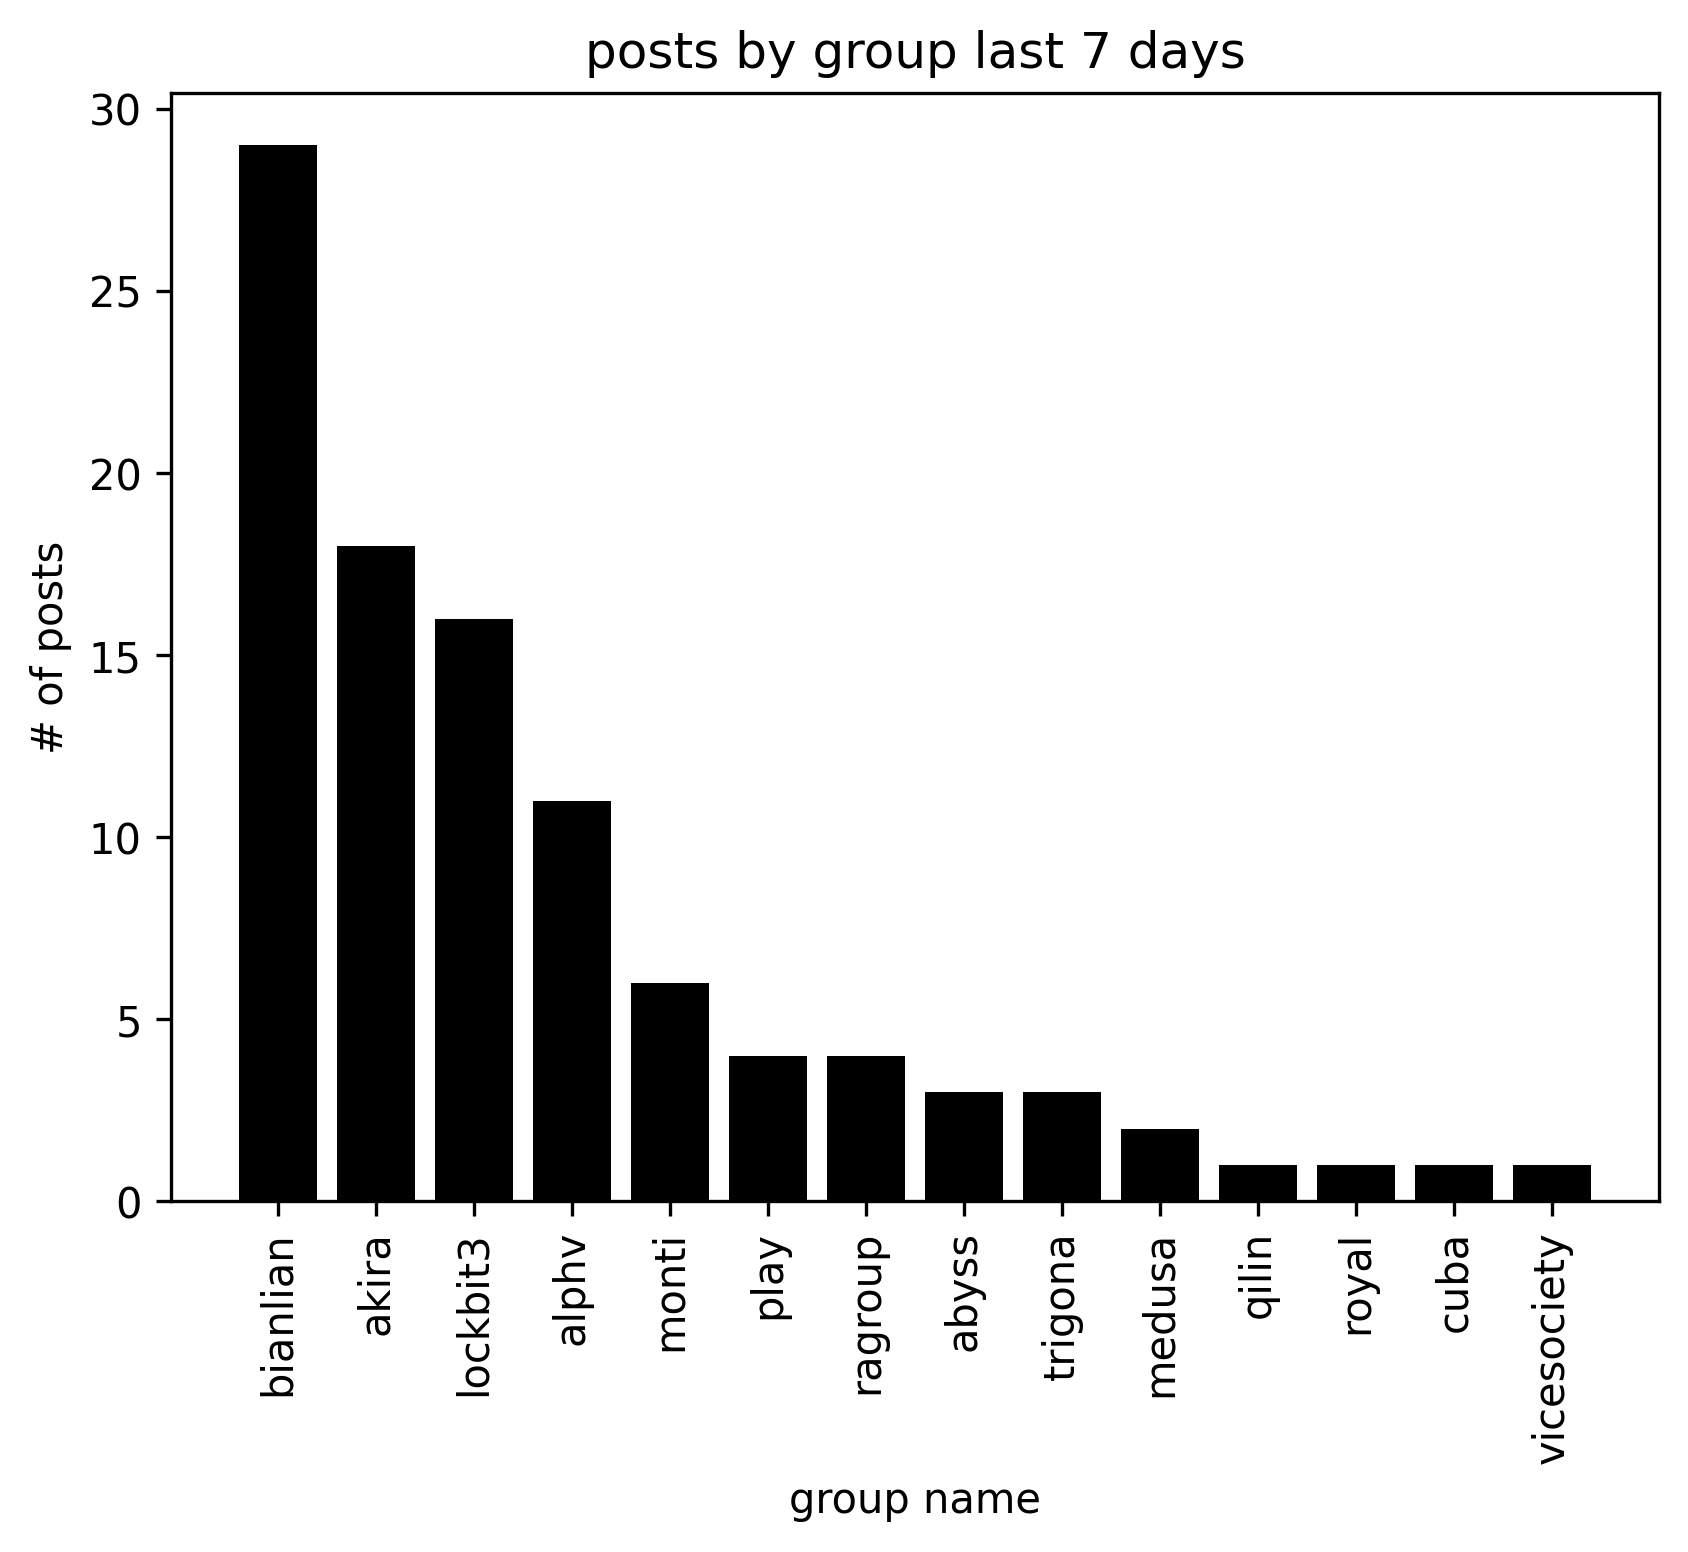 posts by group last 7 days
30
25
20
15
10
5
0
# of posts
bianlian
akira
lockbit3
alphv
monti
play
ragroup
abyss
trigona
medusa
qilin
royal
cuba
vicesociety
group name